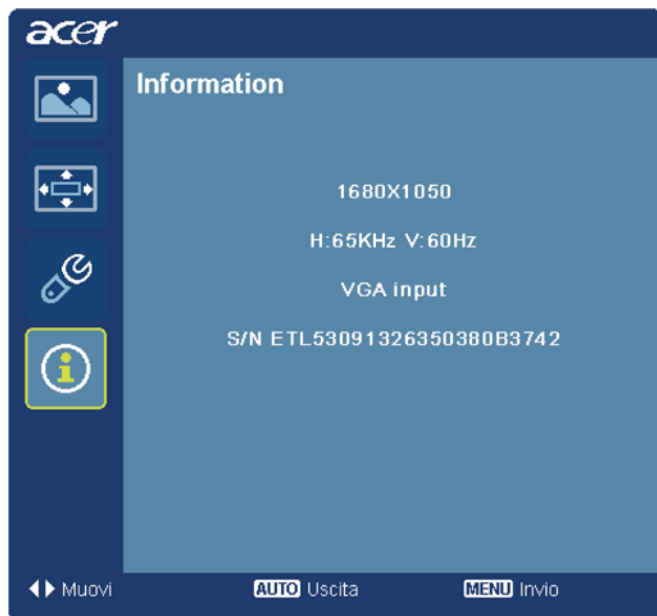 acer
Information
1680X1050
H:65KHz V:60Hz
VGA input
S/N ETL53091326350380B3742
Muovi AUTO Uscita MENU Invio